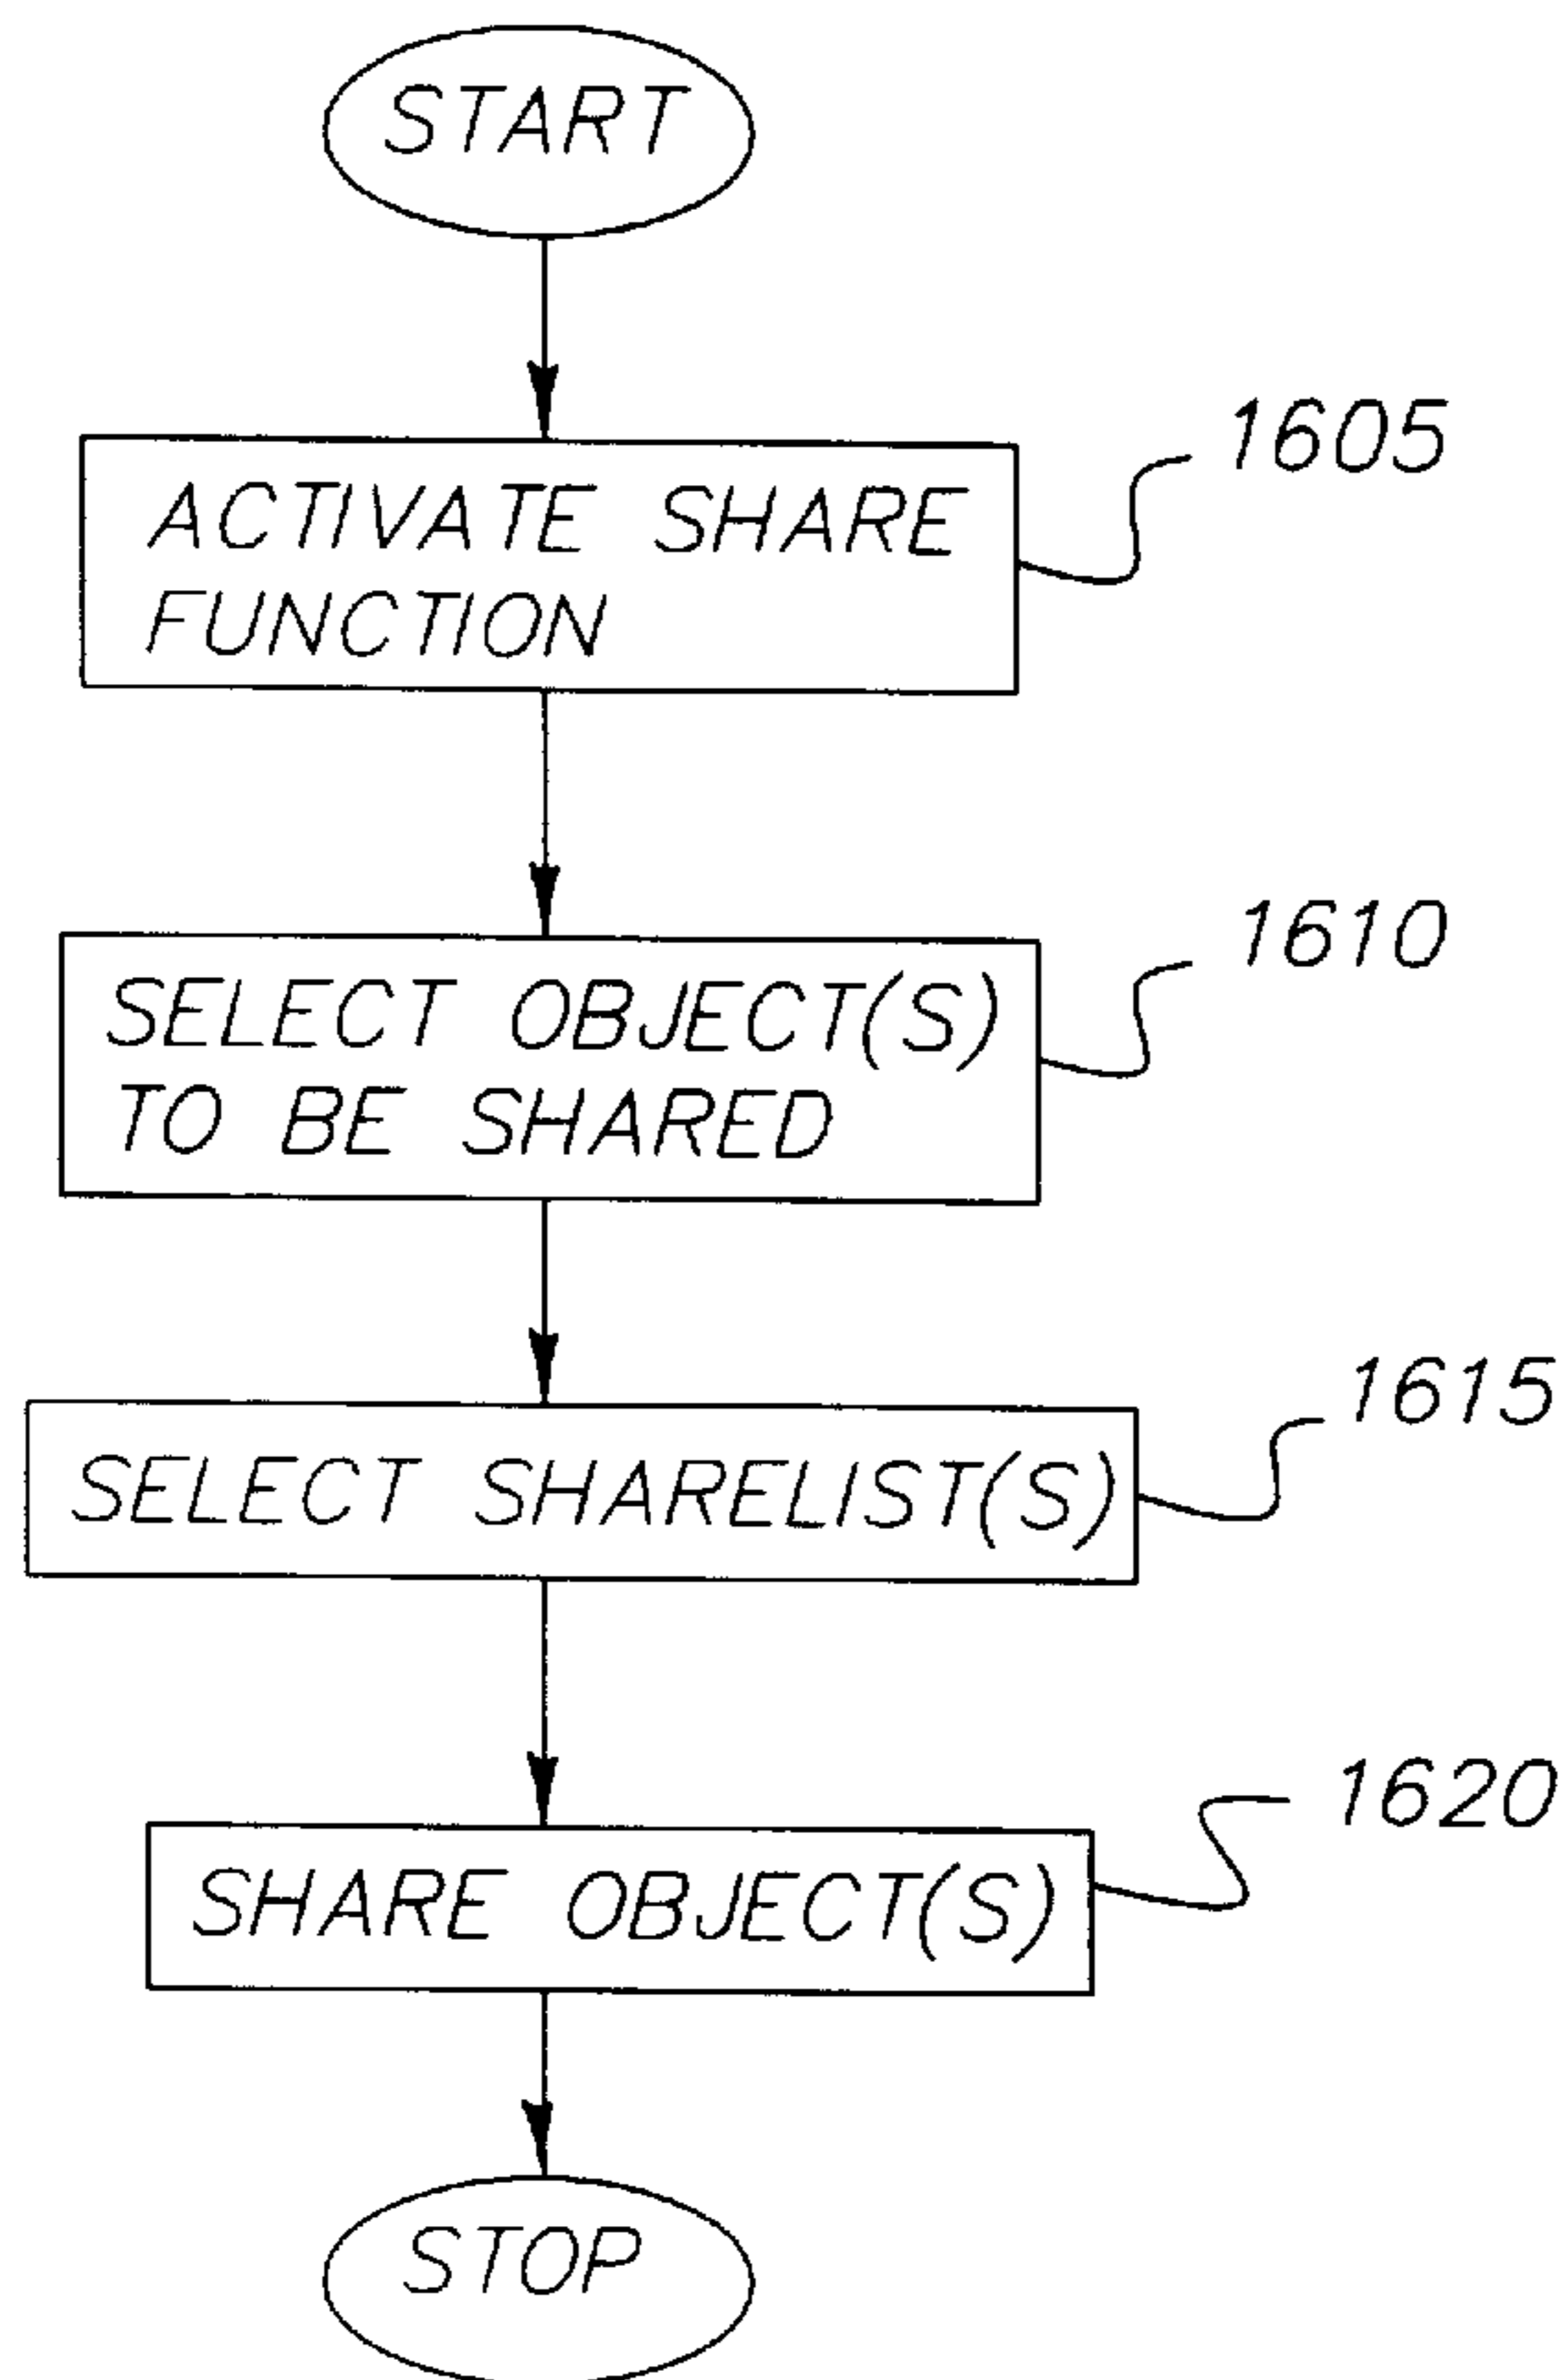 START
1605
ACTIVATE SHARE
FUNCTION
1610
SELECT OBJECT(S)
TO BE SHARED
1615
SELECT SHARELIST(S)
1620
SHARE OBJECT(S)
STOP